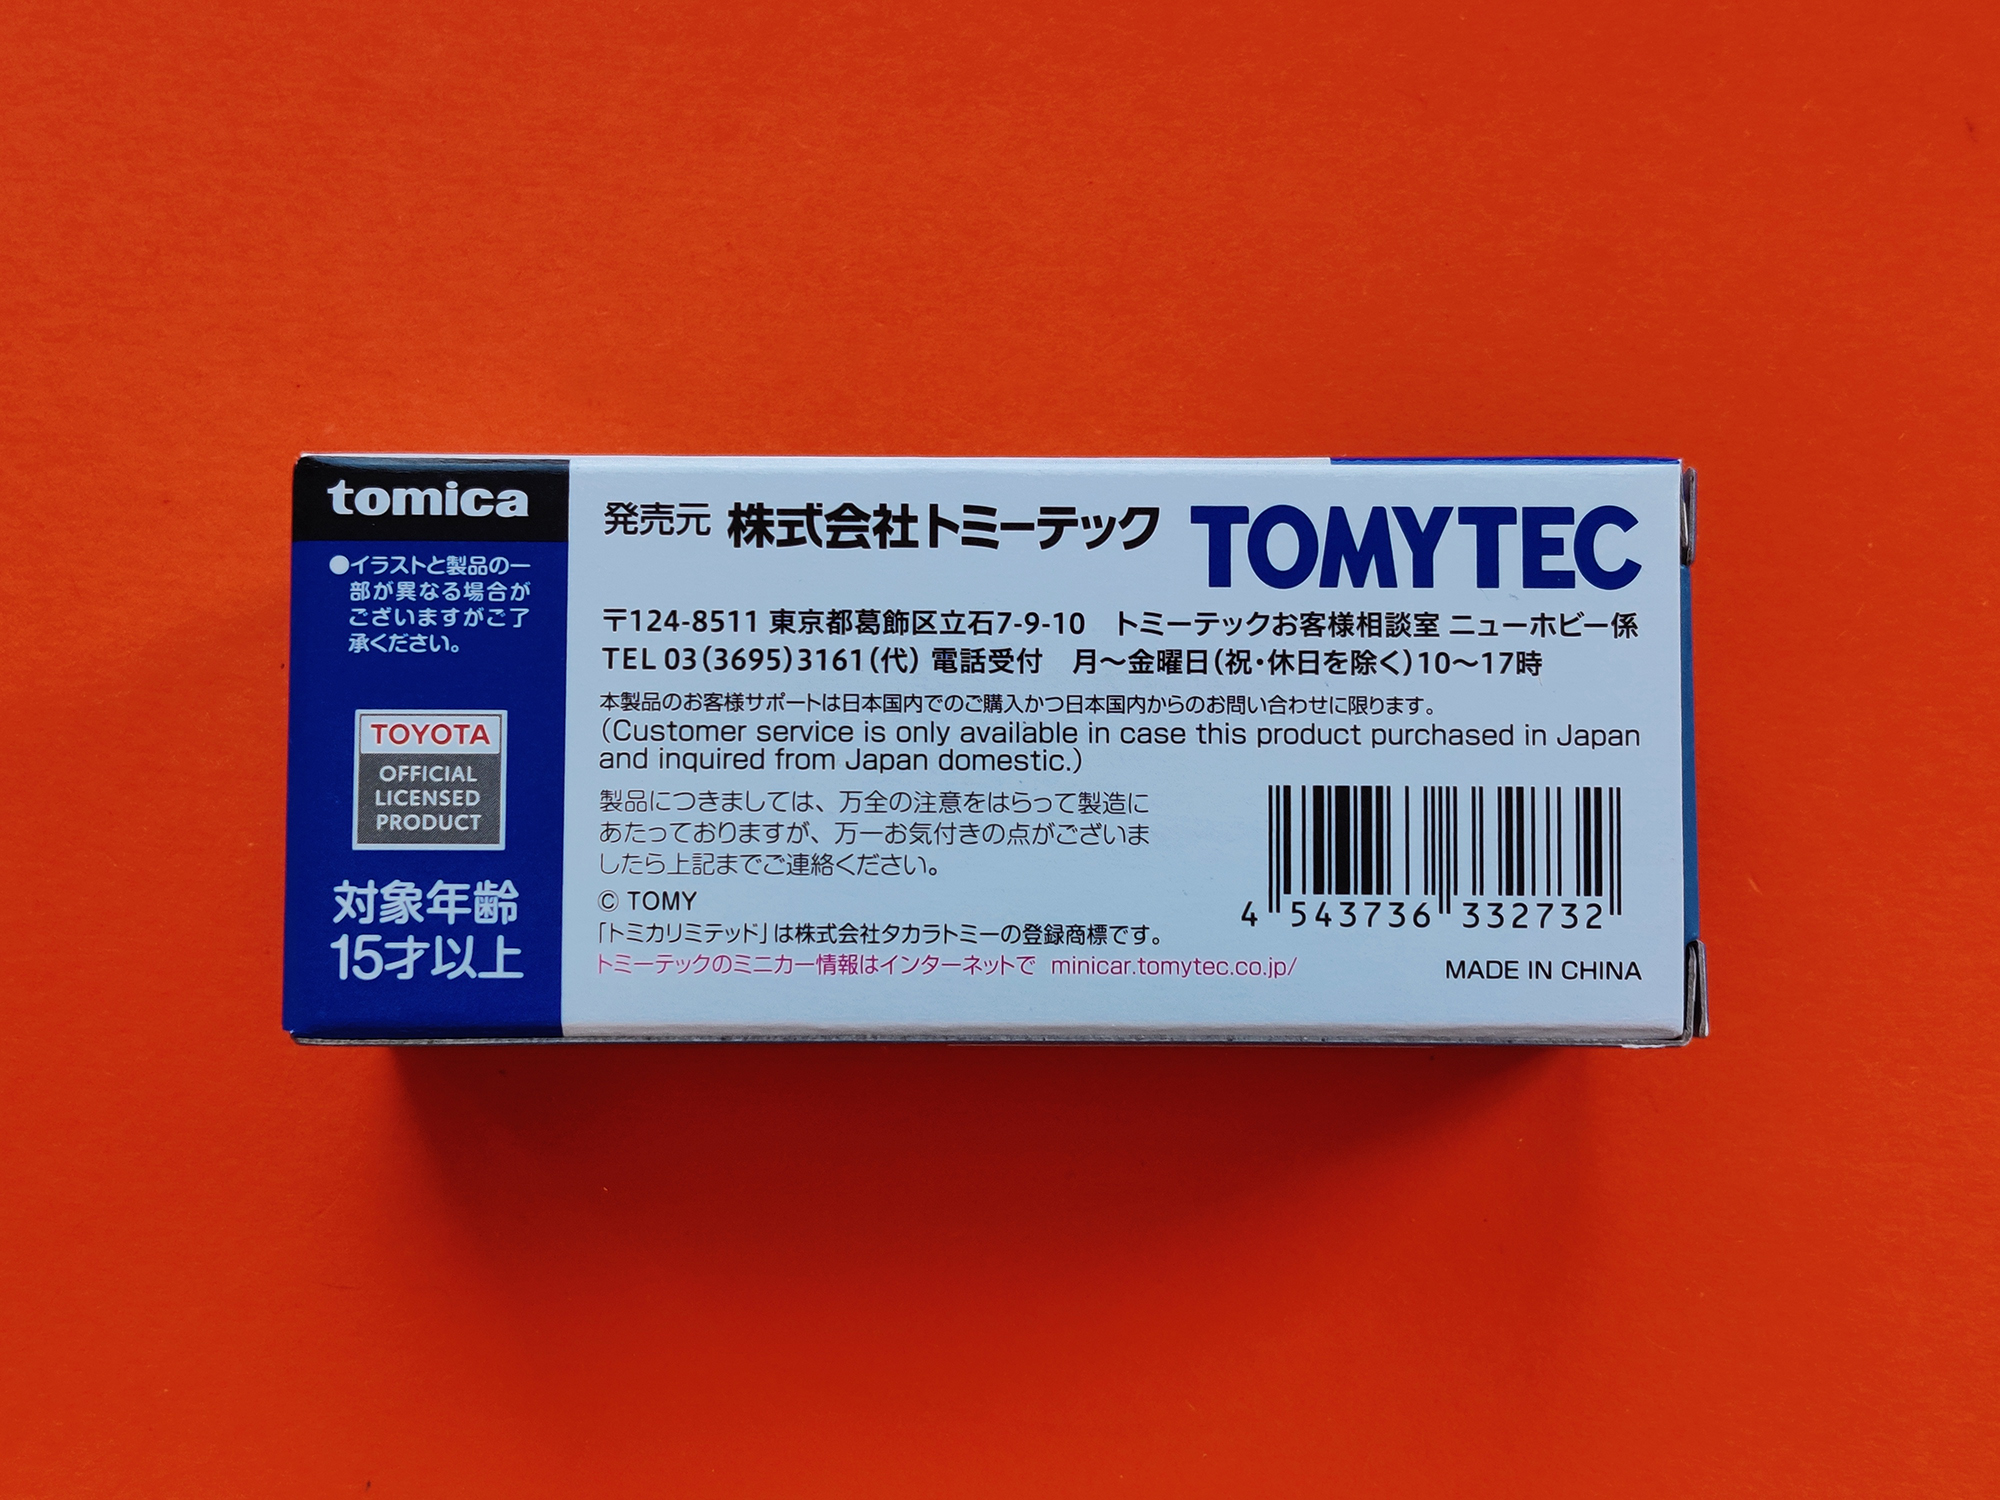 tomica
●イラストと製品の一
部が異なる場合が
ございますがご了
承ください。
TOYOTA
OFFICIAL
LICENSED
PRODUCT
対象年齢
15才以上
発売元 株式会社トミーテック TOMYTEC
〒124-8511 東京都葛飾区立石7-9-10 トミーテックお客様相談室 ニューホビー係
TEL 03(3695)3161(代) 電話受付 月〜金曜日(祝・休日を除く)10〜17時
本製品のお客様サポートは日本国内でのご購入かつ日本国内からのお問い合わせに限ります。
(Customer service is only available in case this product purchased in Japan
and inquired from Japan domestic.)
製品につきましては、万全の注意をはらって製造に
あたっておりますが、万一お気付きの点がございま
したら上記までご連絡ください。
© TOMY
「トミカリミテッド」は株式会社タカラトミーの登録商標です。
トミーテックのミニカー情報はインターネットで minicar.tomytec.co.jp/
4 543736 332732
MADE IN CHINA